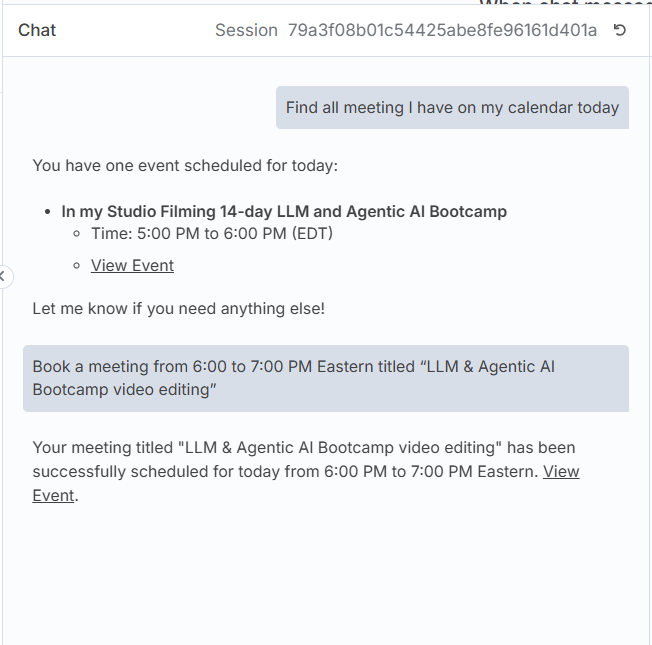 When chat message
Chat
Session 79a3f08b01c54425abe8fe96161d401a
Find all meeting I have on my calendar today
You have one event scheduled for today:
• In my Studio Filming 14-day LLM and Agentic AI Bootcamp
◦ Time: 5:00 PM to 6:00 PM (EDT)
◦ View Event
Let me know if you need anything else!
Book a meeting from 6:00 to 7:00 PM Eastern titled “LLM & Agentic AI
Bootcamp video editing”
Your meeting titled "LLM & Agentic AI Bootcamp video editing" has been
successfully scheduled for today from 6:00 PM to 7:00 PM Eastern. View
Event.